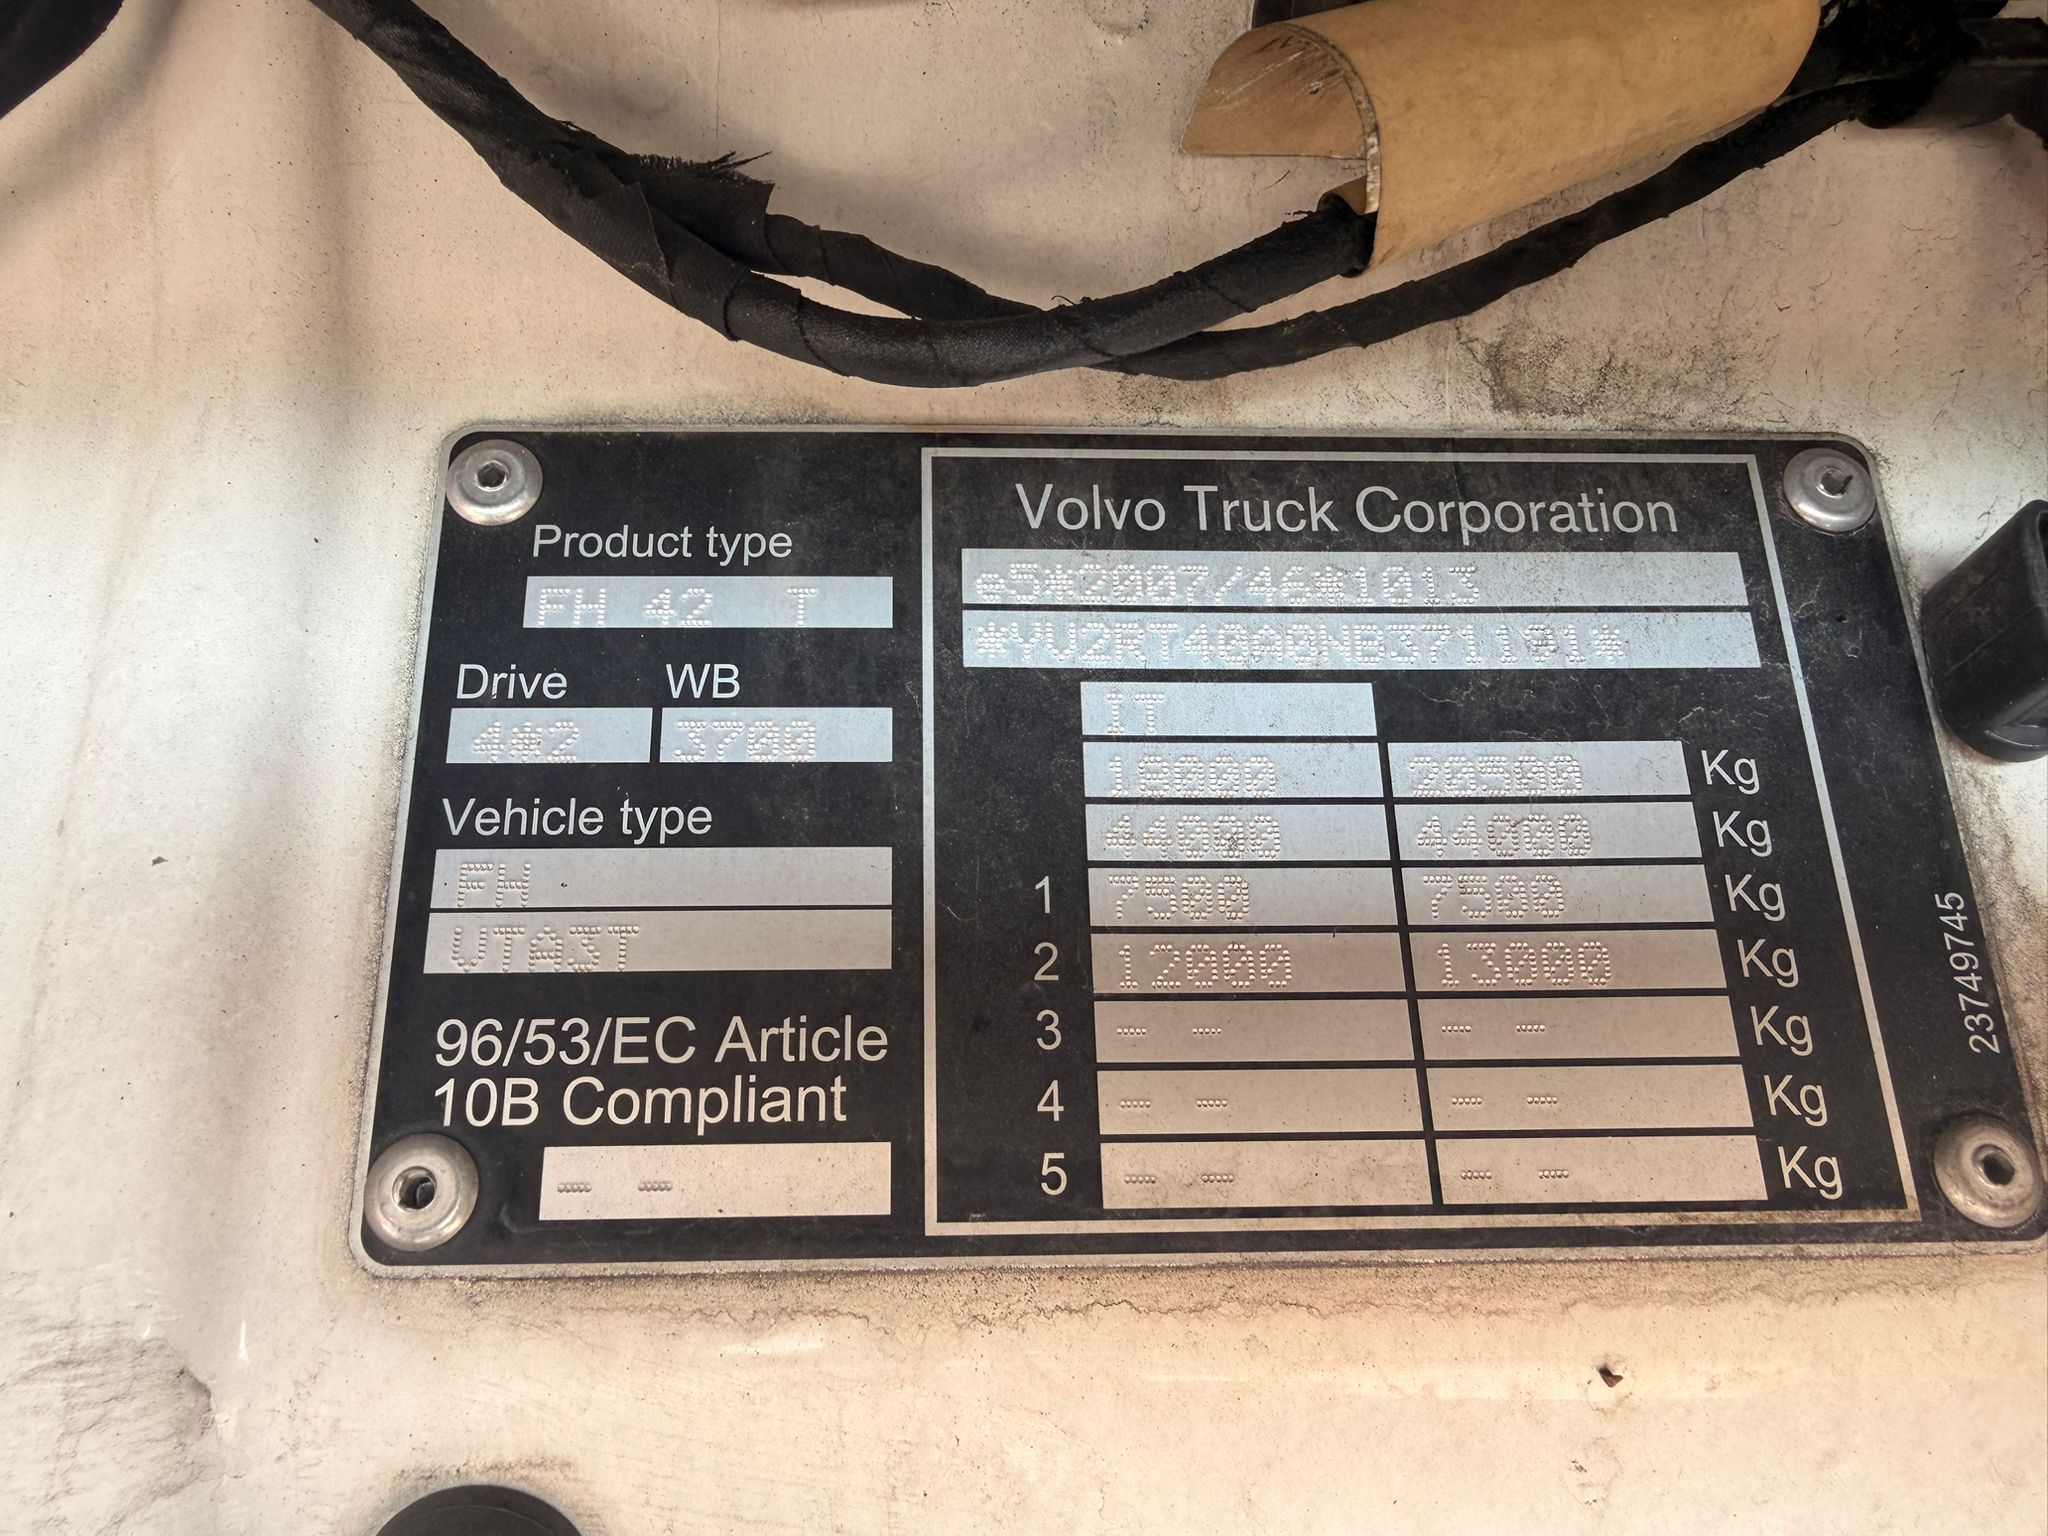 Product type
FH 42 T
Drive WB
4*2 3700
Vehicle type
FH
VTA3T
96/53/EC Article
10B Compliant
-- --
Volvo Truck Corporation
e5*2007/46*1013
IT
18000 20500 Kg
44000 44000 Kg
1 7500 7500 Kg
2 12000 13000 Kg
3 -- -- -- -- Kg
4 -- -- -- -- Kg
5 -- -- -- -- Kg
23749745